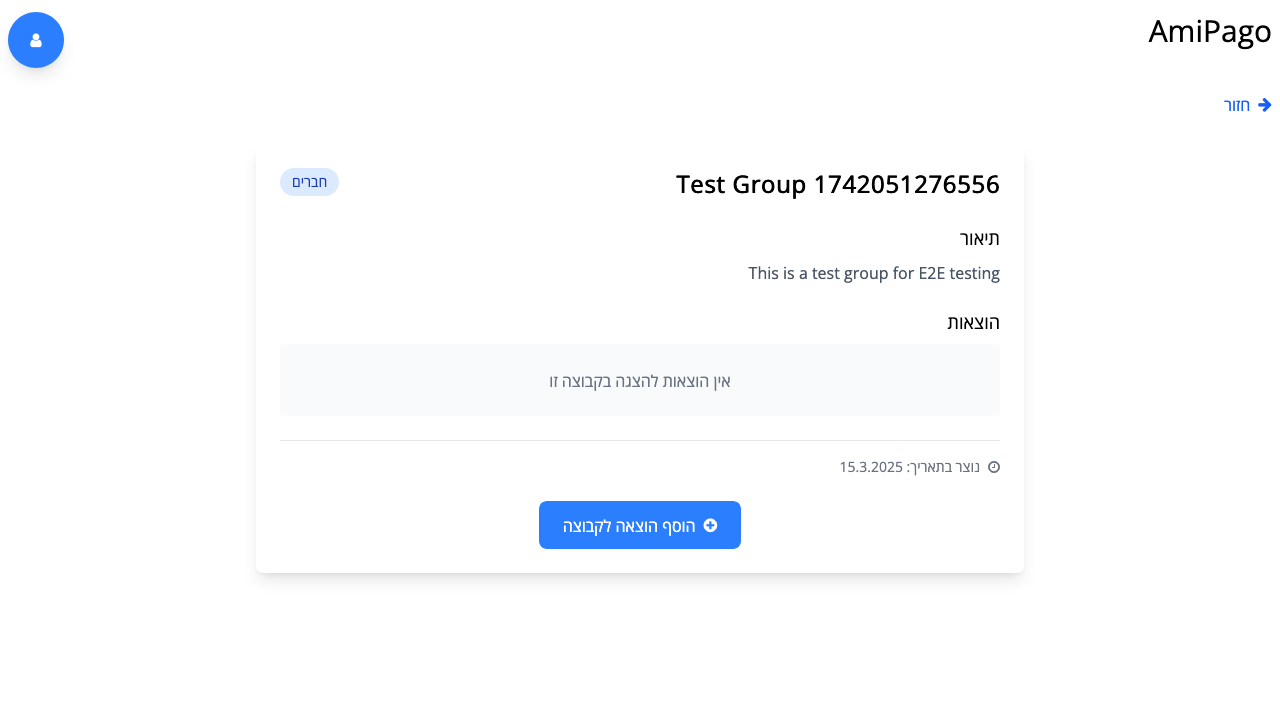 AmiPago
חזור
Test Group 1742051276556
חברים
תיאור
This is a test group for E2E testing
הוצאות
אין הוצאות להצגה בקבוצה זו
נוצר בתאריך: 15.3.2025
הוסף הוצאה לקבוצה